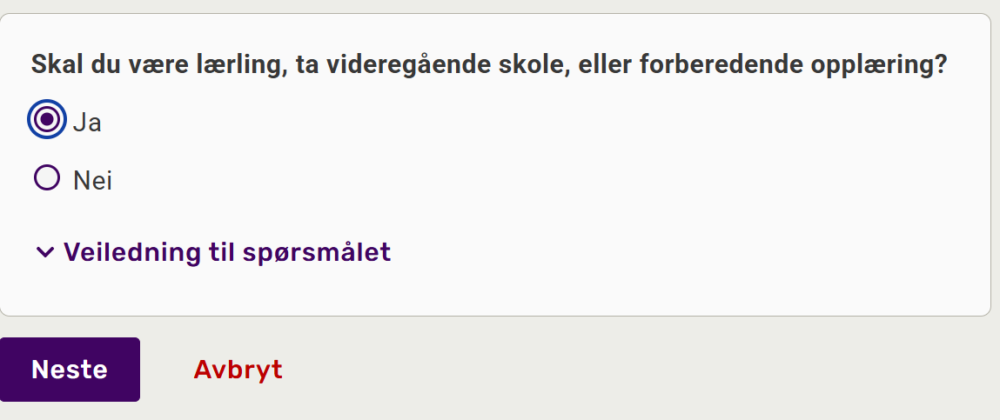 Skal du være lærling, ta videregående skole, eller forberedende opplæring?
Ja
Nei
Veiledning til spørsmålet
Neste
Avbryt